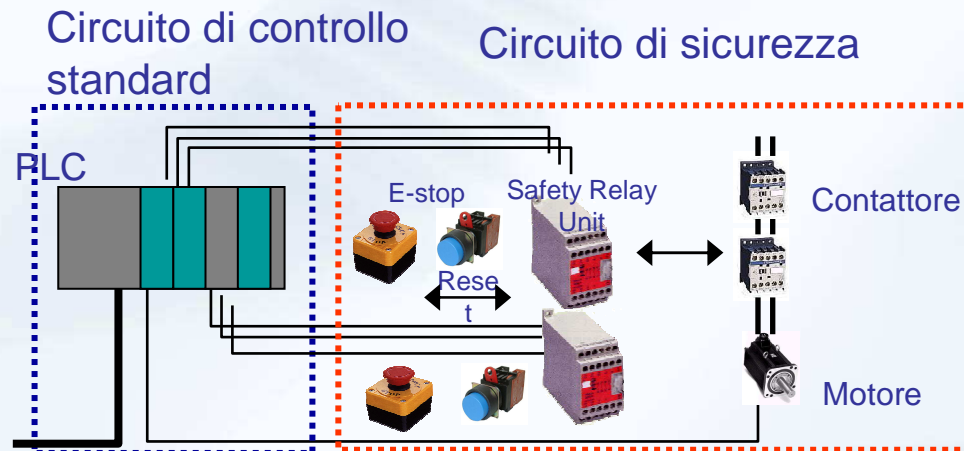 Circuito di controllo
standard
Circuito di sicurezza
PLC
E-stop
Safety Relay
Unit
Contattore
Rese
t
Motore